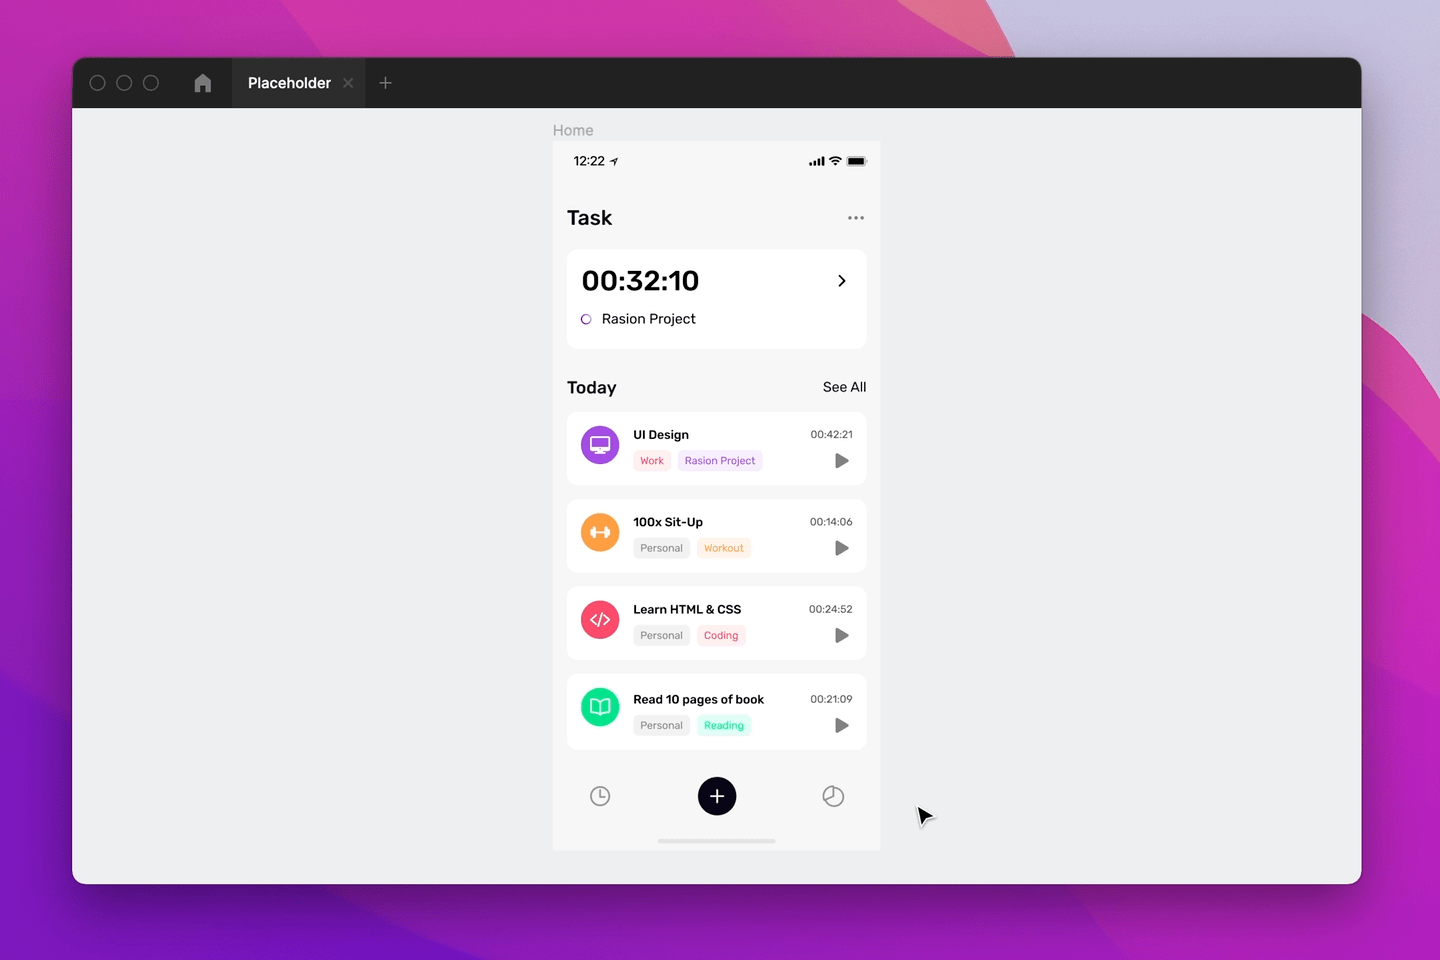 Placeholder
Home
12:22
Task
00:32:10
Rasion Project
Today See All
UI Design 00:42:21
Work Rasion Project
100x Sit-Up 00:14:06
Personal Workout
Learn HTML & CSS 00:24:52
Personal Coding
Read 10 pages of book 00:21:09
Personal Reading